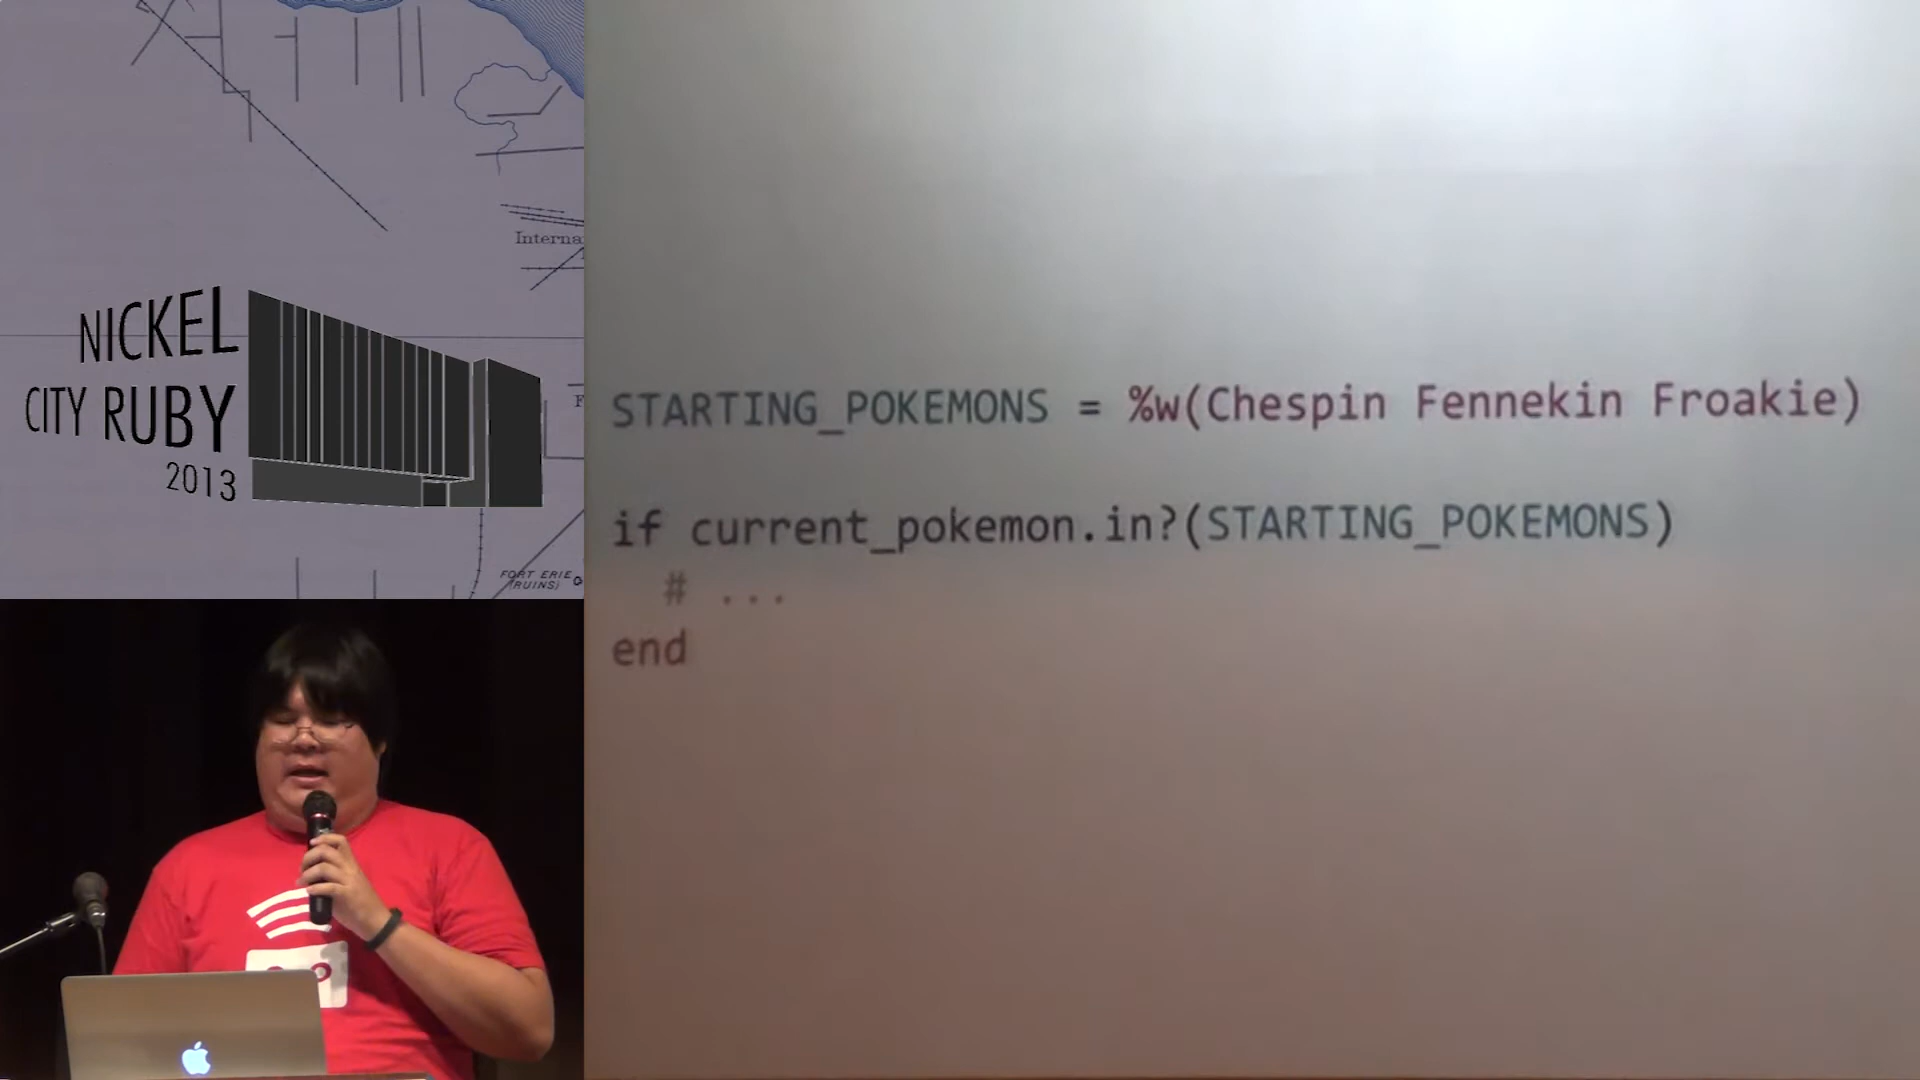 Interna
NICKEL
CITY RUBY
2013
FORT ERIE
(RUINS)
STARTING_POKEMONS = %w(Chespin Fennekin Froakie)
if current_pokemon.in?(STARTING_POKEMONS)
# ...
end